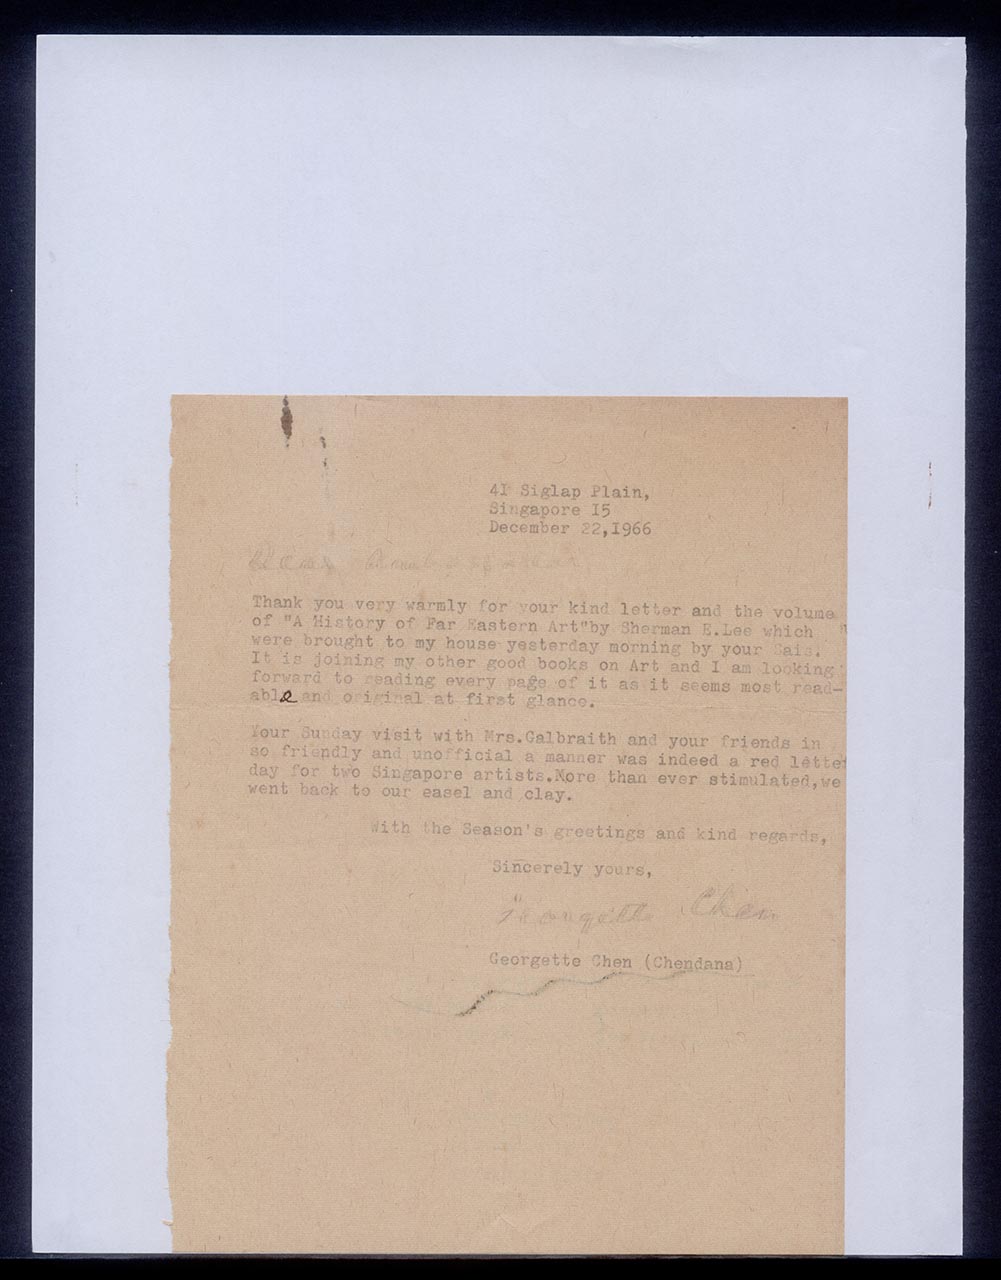 4I Siglap Plain,
Singapore I5
December 22,I966
Dear
Thank you very warmly for your kind letter and the volume
of "A History of Far Eastern Art"by Sherman E.Lee which
were brought to my house yesterday morning by your Sais.
It is joining my other good books on Art and I am looking
forward to reading every page of it as it seems most read-
able and original at first glance.
Your Sunday visit with Mrs.Galbraith and your friends in
so friendly and unofficial a manner was indeed a red lette
day for two Singapore artists.More than ever stimulated,we
went back to our easel and clay.
With the Season's greetings and kind regards,
Sincerely yours,
Georgette Chen
Georgette Chen (Chendana)